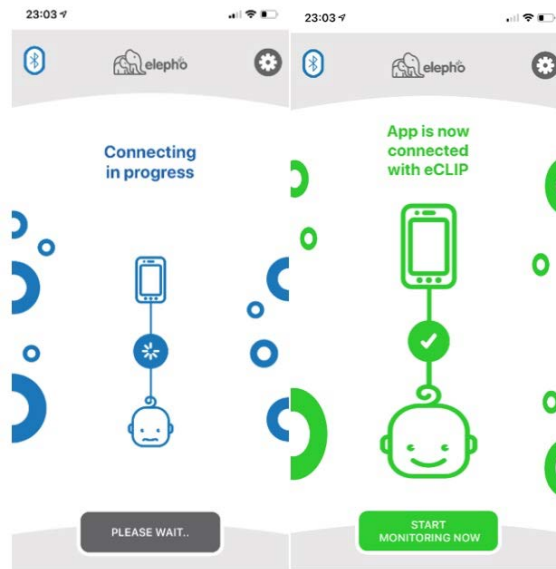 23:03
elepho
Connecting
in progress
PLEASE WAIT..
23:03
elepho
App is now
connected
with eCLIP
START
MONITORING NOW